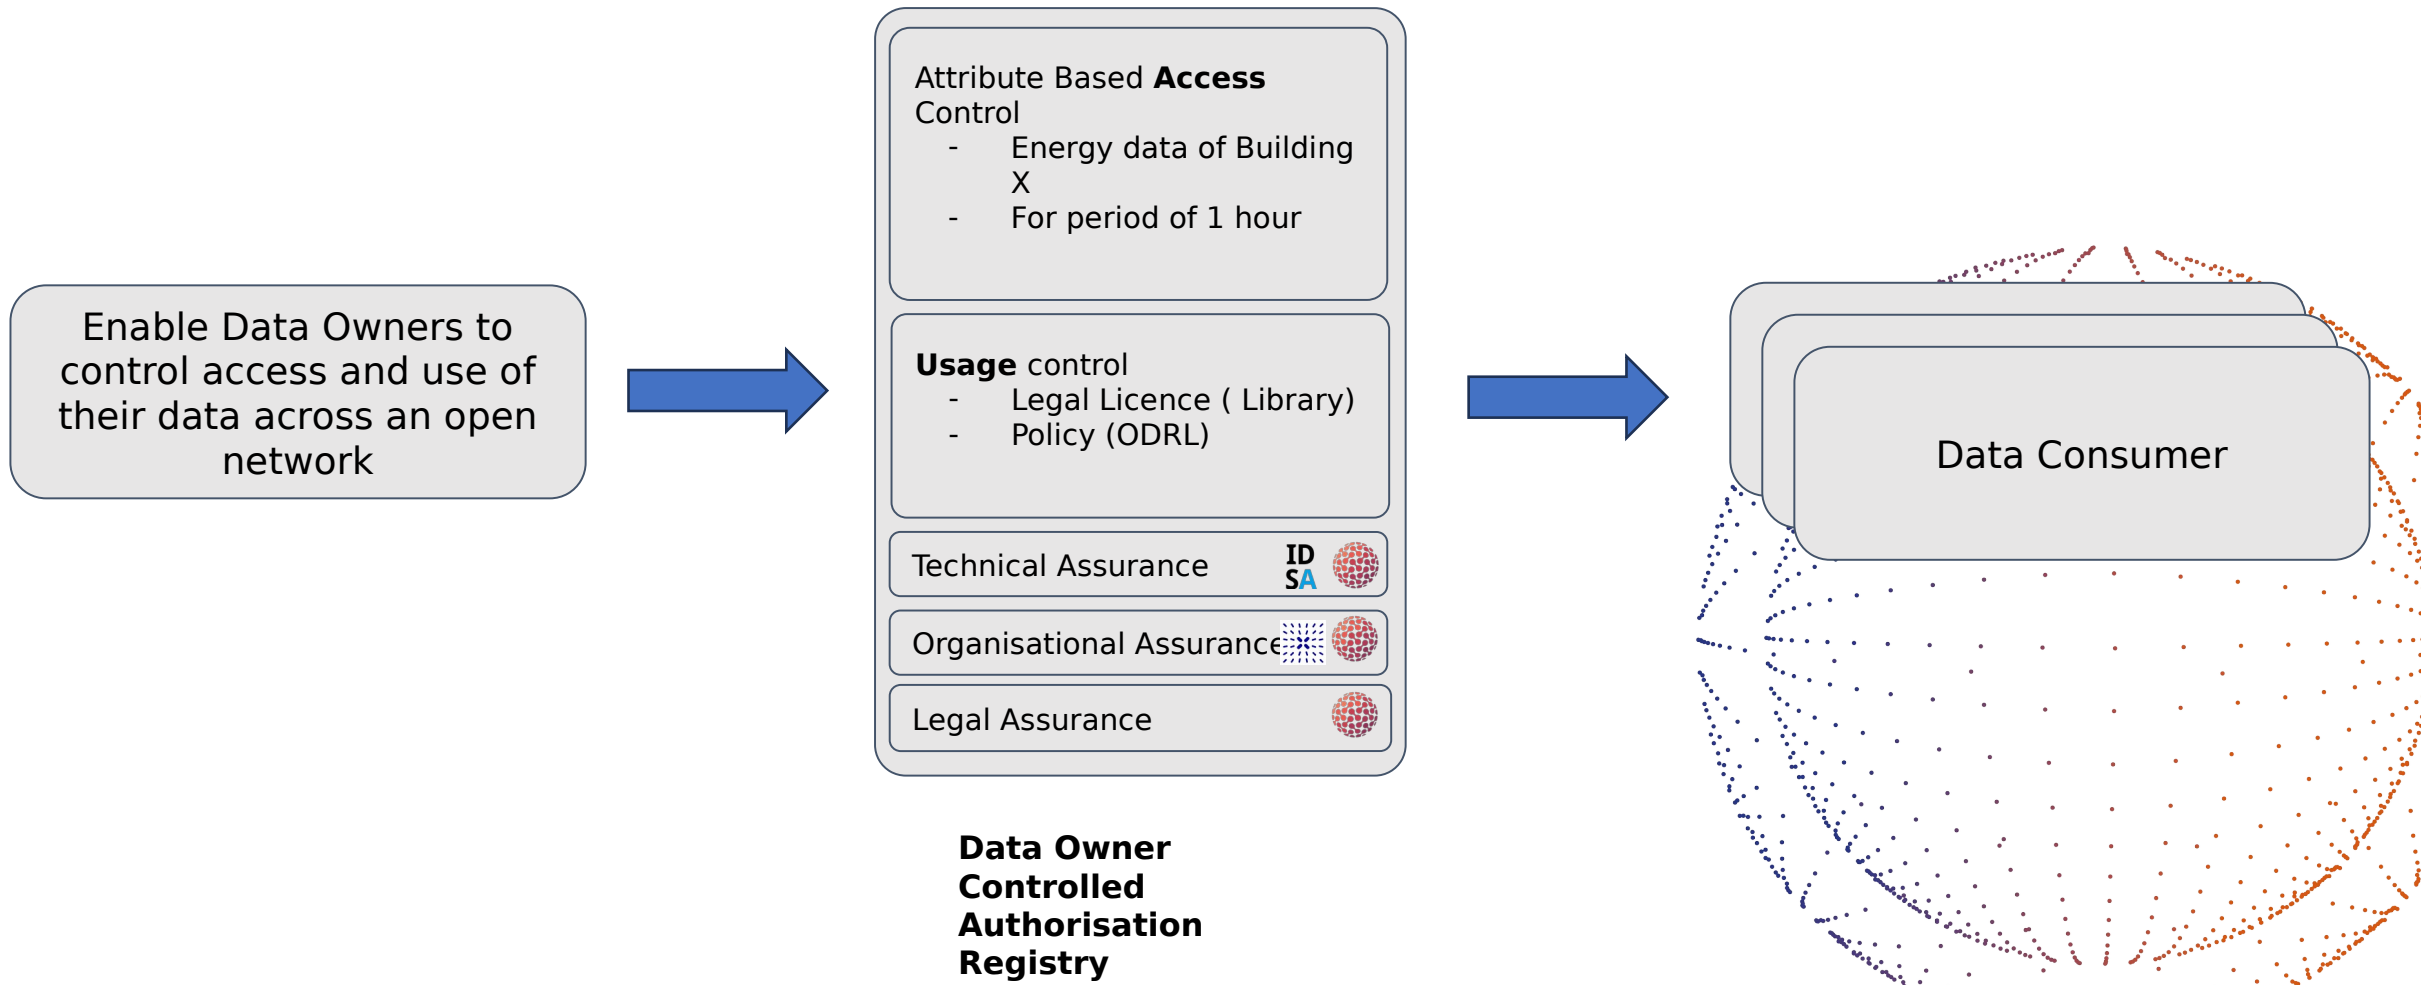 Enable Data Owners to
control access and use of
their data across an open
network
Attribute Based Access
Control
- Energy data of Building
X
- For period of 1 hour
Usage control
- Legal Licence ( Library)
- Policy (ODRL)
Technical Assurance
ID
SA
Organisational Assurance
Legal Assurance
Data Owner
Controlled
Authorisation
Registry
Data Consumer